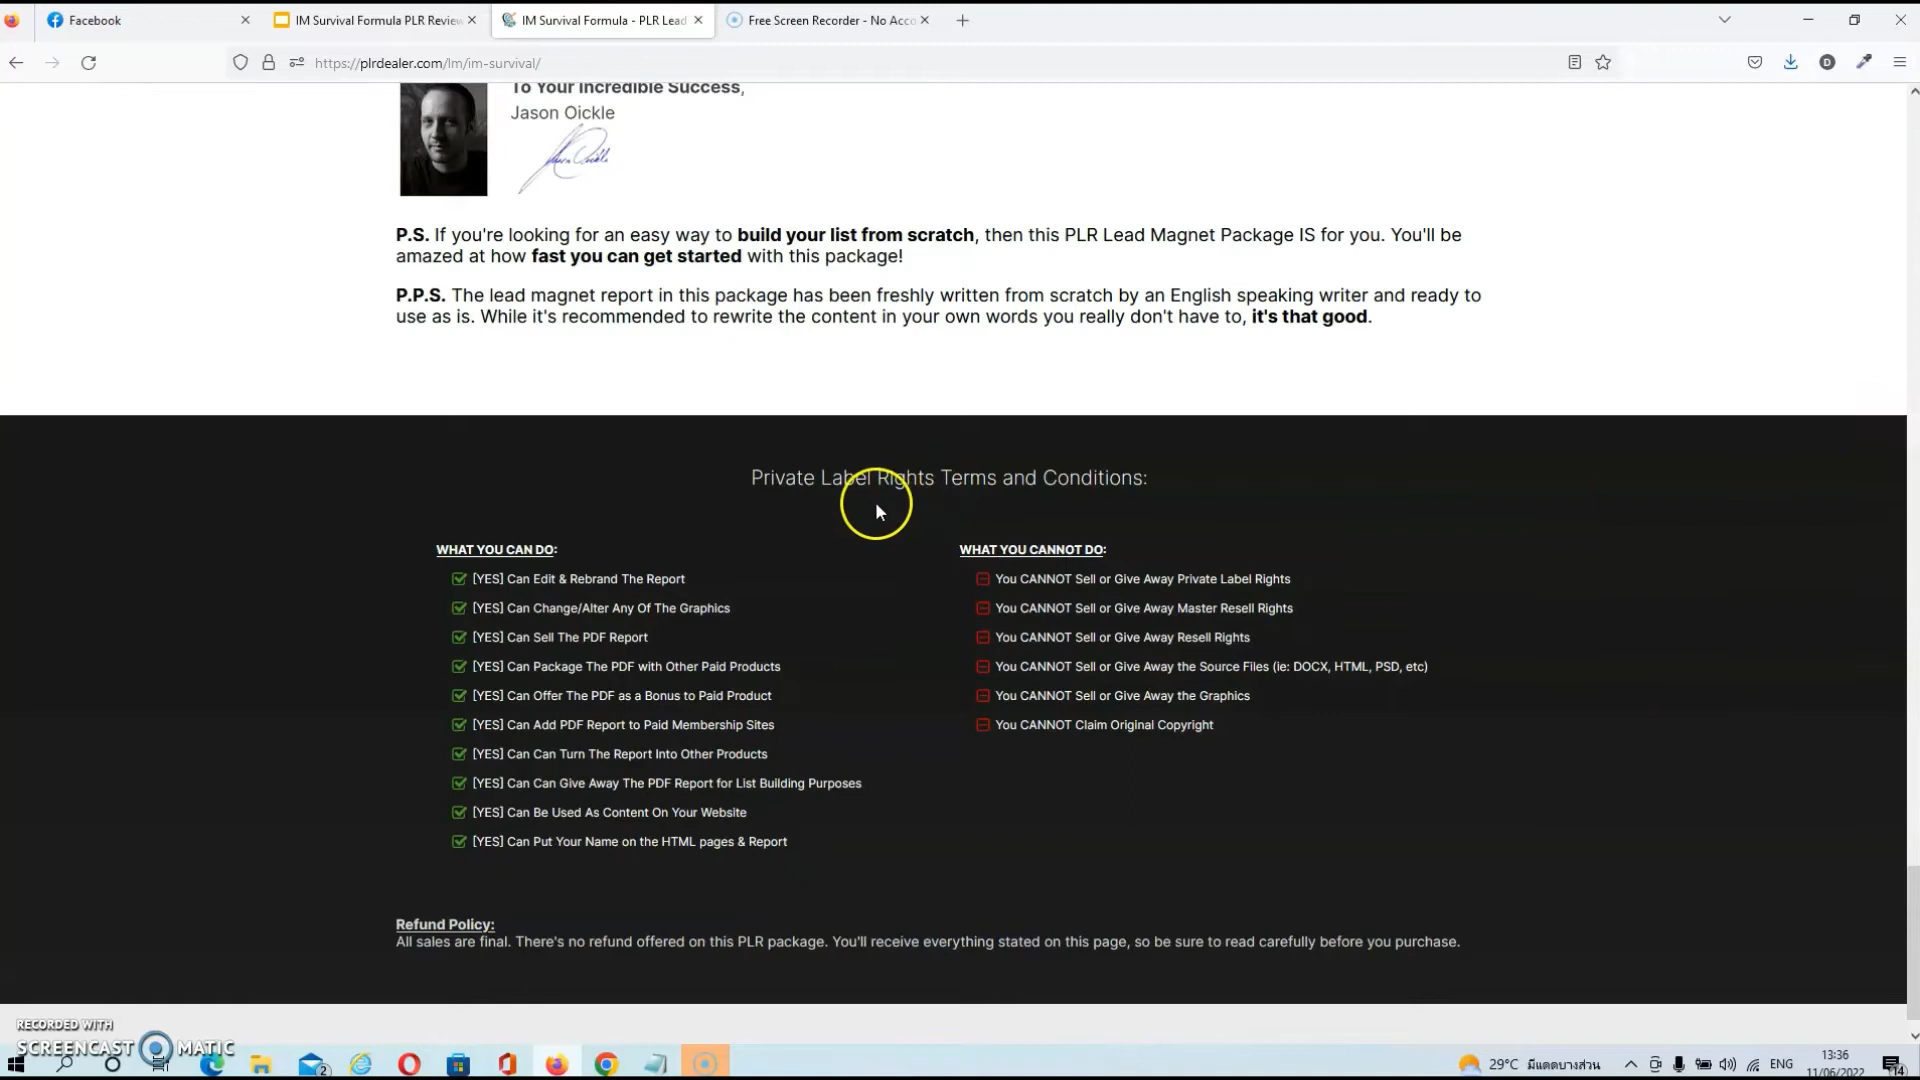 Facebook
IM Survival Formula PLR Review
IM Survival Formula - PLR Lead
Free Screen Recorder - No Acco
https://plrdealer.com/lm/im-survival/
To Your Incredible Success,
Jason Oickle
P.S. If you're looking for an easy way to build your list from scratch, then this PLR Lead Magnet Package IS for you. You'll be
amazed at how fast you can get started with this package!
P.P.S. The lead magnet report in this package has been freshly written from scratch by an English speaking writer and ready to
use as is. While it's recommended to rewrite the content in your own words you really don't have to, it's that good.
Private Label Rights Terms and Conditions:
WHAT YOU CAN DO:
[YES] Can Edit & Rebrand The Report
[YES] Can Change/Alter Any Of The Graphics
[YES] Can Sell The PDF Report
[YES] Can Package The PDF with Other Paid Products
[YES] Can Offer The PDF as a Bonus to Paid Product
[YES] Can Add PDF Report to Paid Membership Sites
[YES] Can Can Turn The Report Into Other Products
[YES] Can Can Give Away The PDF Report for List Building Purposes
[YES] Can Be Used As Content On Your Website
[YES] Can Put Your Name on the HTML pages & Report
WHAT YOU CANNOT DO:
You CANNOT Sell or Give Away Private Label Rights
You CANNOT Sell or Give Away Master Resell Rights
You CANNOT Sell or Give Away Resell Rights
You CANNOT Sell or Give Away the Source Files (ie: DOCX, HTML, PSD, etc)
You CANNOT Sell or Give Away the Graphics
You CANNOT Claim Original Copyright
Refund Policy:
All sales are final. There's no refund offered on this PLR package. You'll receive everything stated on this page, so be sure to read carefully before you purchase.
RECORDED WITH
SCREENCAST MATIC
2
29°C มีแดดบางส่วน
ENG
13:36
11/06/2022
14